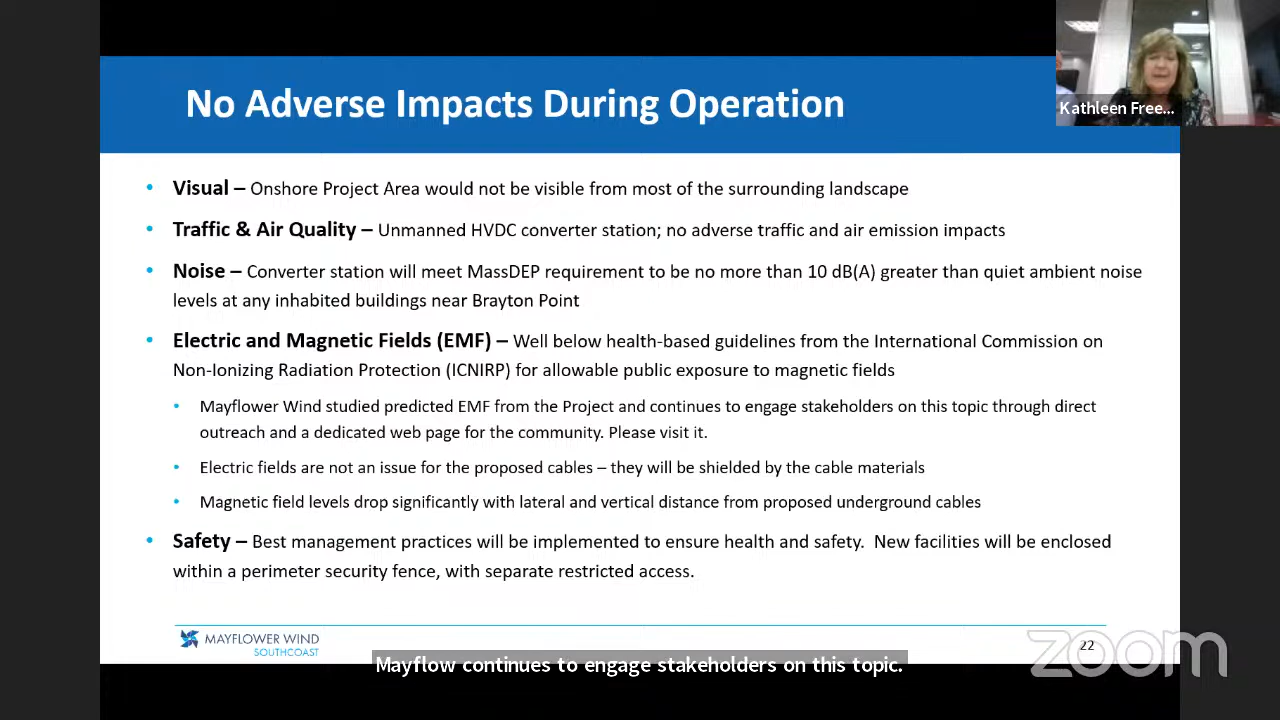 No Adverse Impacts During Operation
Kathleen Free...
• Visual – Onshore Project Area would not be visible from most of the surrounding landscape
• Traffic & Air Quality – Unmanned HVDC converter station; no adverse traffic and air emission impacts
• Noise – Converter station will meet MassDEP requirement to be no more than 10 dB(A) greater than quiet ambient noise
levels at any inhabited buildings near Brayton Point
• Electric and Magnetic Fields (EMF) – Well below health-based guidelines from the International Commission on
Non-Ionizing Radiation Protection (ICNIRP) for allowable public exposure to magnetic fields
• Mayflower Wind studied predicted EMF from the Project and continues to engage stakeholders on this topic through direct
outreach and a dedicated web page for the community. Please visit it.
• Electric fields are not an issue for the proposed cables – they will be shielded by the cable materials
• Magnetic field levels drop significantly with lateral and vertical distance from proposed underground cables
• Safety – Best management practices will be implemented to ensure health and safety.  New facilities will be enclosed
within a perimeter security fence, with separate restricted access.
MAYFLOWER WIND
SOUTHCOAST
22
zoom
Mayflow continues to engage stakeholders on this topic.